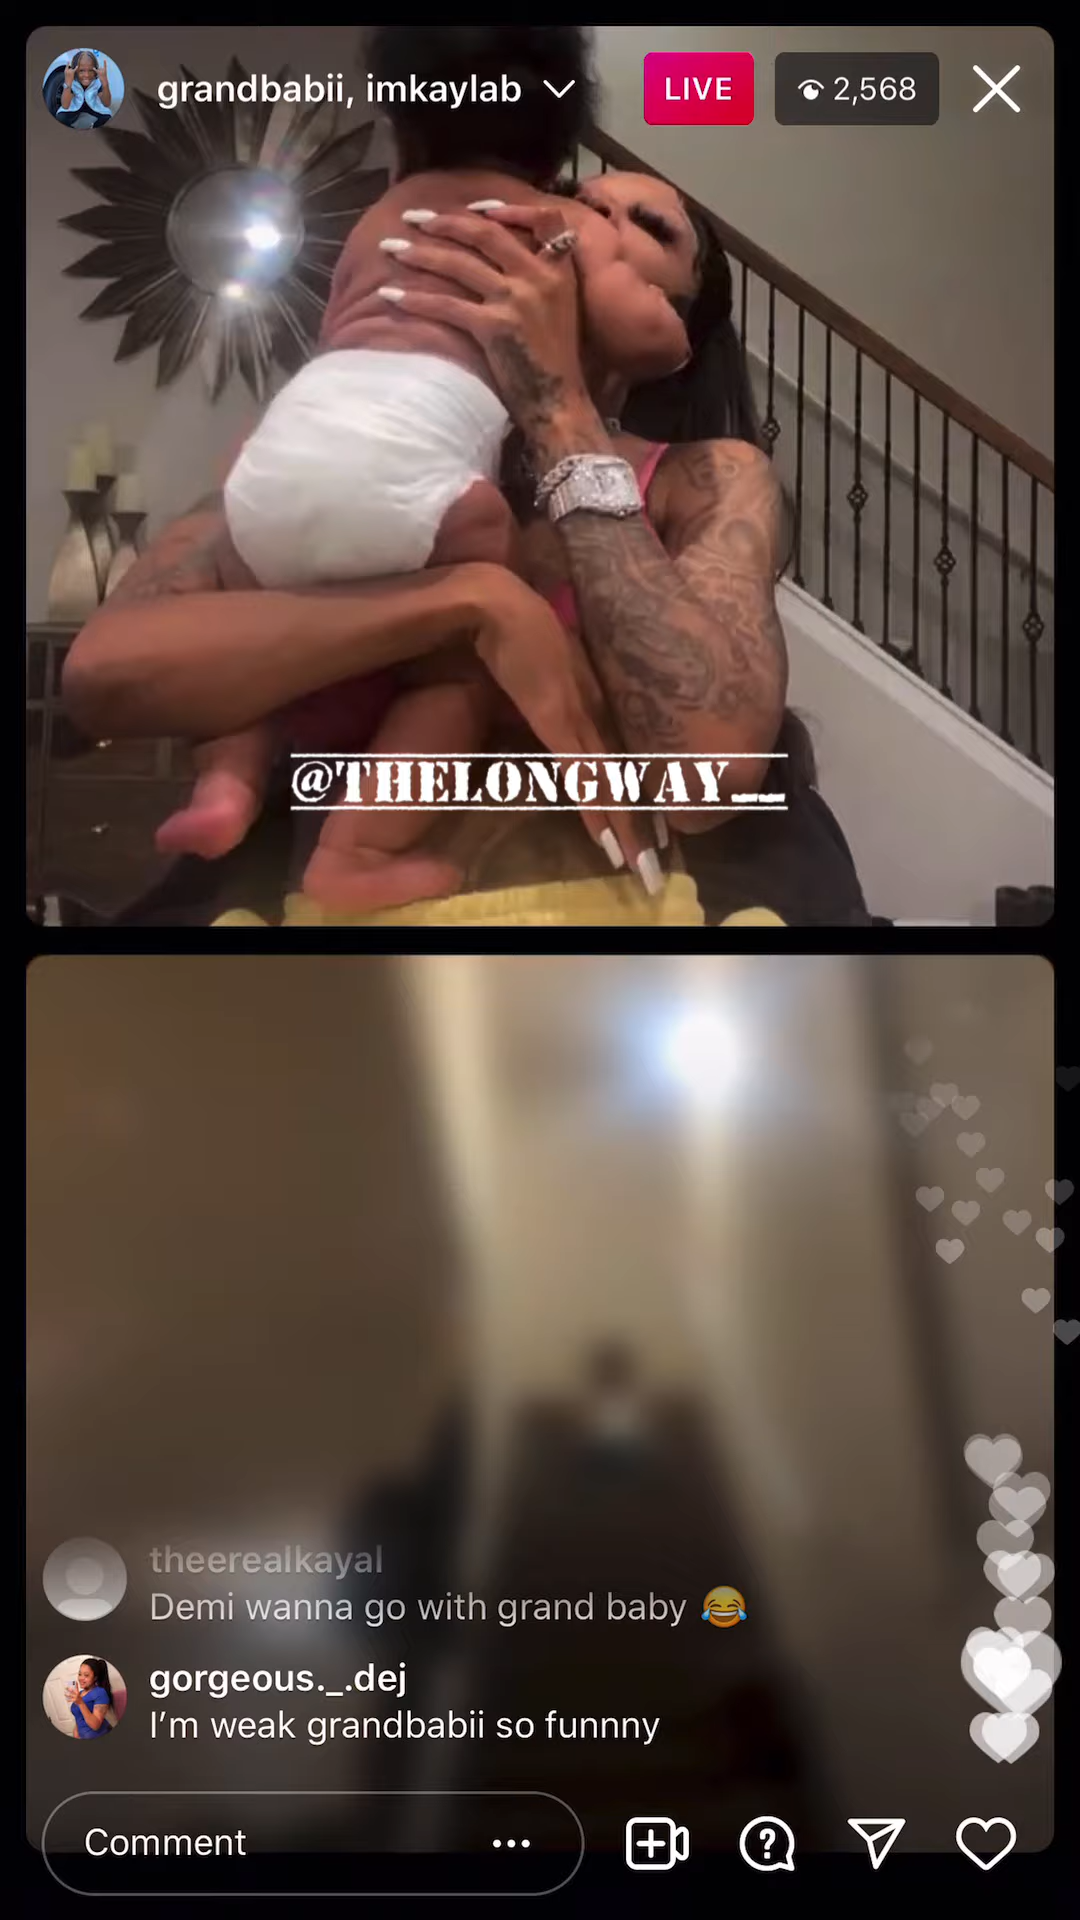 grandbabii, imkaylab
LIVE
2,568
@THELONGWAY__
theerealkayal
Demi wanna go with grand baby 😂
gorgeous._.dej
I'm weak grandbabii so funnny
Comment